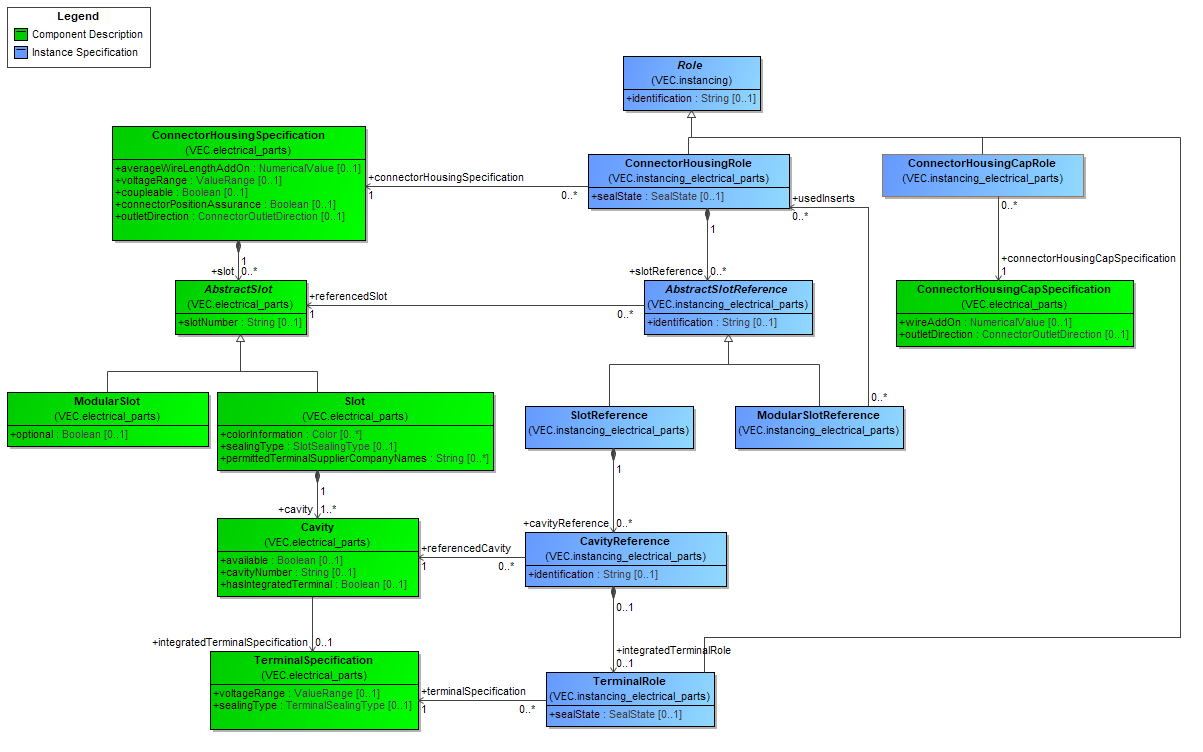 Legend
Component Description
Instance Specification
Role
(VEC.instancing)
+identification : String [0..1]
ConnectorHousingSpecification
(VEC.electrical_parts)
+averageWireLengthAddOn : NumericalValue [0..1]
+voltageRange : ValueRange [0..1]
+coupleable : Boolean [0..1]
+connectorPositionAssurance : Boolean [0..1]
+outletDirection : ConnectorOutletDirection [0..1]
+connectorHousingSpecification
1
0..*
ConnectorHousingRole
(VEC.instancing_electrical_parts)
+sealState : SealState [0..1]
+usedInserts
0..*
ConnectorHousingCapRole
(VEC.instancing_electrical_parts)
0..*
+connectorHousingCapSpecification
1
1
+slot
0..*
1
+slotReference
0..*
AbstractSlot
(VEC.electrical_parts)
+slotNumber : String [0..1]
+referencedSlot
1
0..*
AbstractSlotReference
(VEC.instancing_electrical_parts)
+identification : String [0..1]
ConnectorHousingCapSpecification
(VEC.electrical_parts)
+wireAddOn : NumericalValue [0..1]
+outletDirection : ConnectorOutletDirection [0..1]
ModularSlot
(VEC.electrical_parts)
+optional : Boolean [0..1]
Slot
(VEC.electrical_parts)
+colorInformation : Color [0..*]
+sealingType : SlotSealingType [0..1]
+permittedTerminalSupplierCompanyNames : String [0..*]
0..*
SlotReference
(VEC.instancing_electrical_parts)
ModularSlotReference
(VEC.instancing_electrical_parts)
1
+cavity
1..*
1
+cavityReference
0..*
Cavity
(VEC.electrical_parts)
+available : Boolean [0..1]
+cavityNumber : String [0..1]
+hasIntegratedTerminal : Boolean [0..1]
+referencedCavity
1
0..*
CavityReference
(VEC.instancing_electrical_parts)
+identification : String [0..1]
0..1
+integratedTerminalSpecification
0..1
+integratedTerminalRole
0..1
TerminalSpecification
(VEC.electrical_parts)
+voltageRange : ValueRange [0..1]
+sealingType : TerminalSealingType [0..1]
+terminalSpecification
1
0..*
TerminalRole
(VEC.instancing_electrical_parts)
+sealState : SealState [0..1]